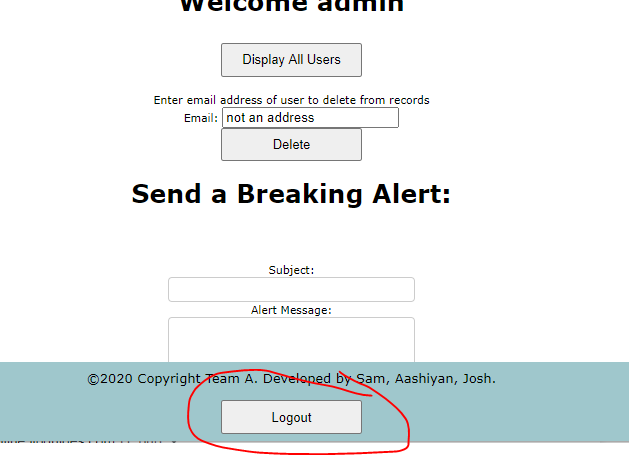 Welcome admin
Display All Users
Enter email address of user to delete from records
Email: not an address
Delete
Send a Breaking Alert:
Subject:
Alert Message:
©2020 Copyright Team A. Developed by Sam, Aashiyan, Josh.
Logout